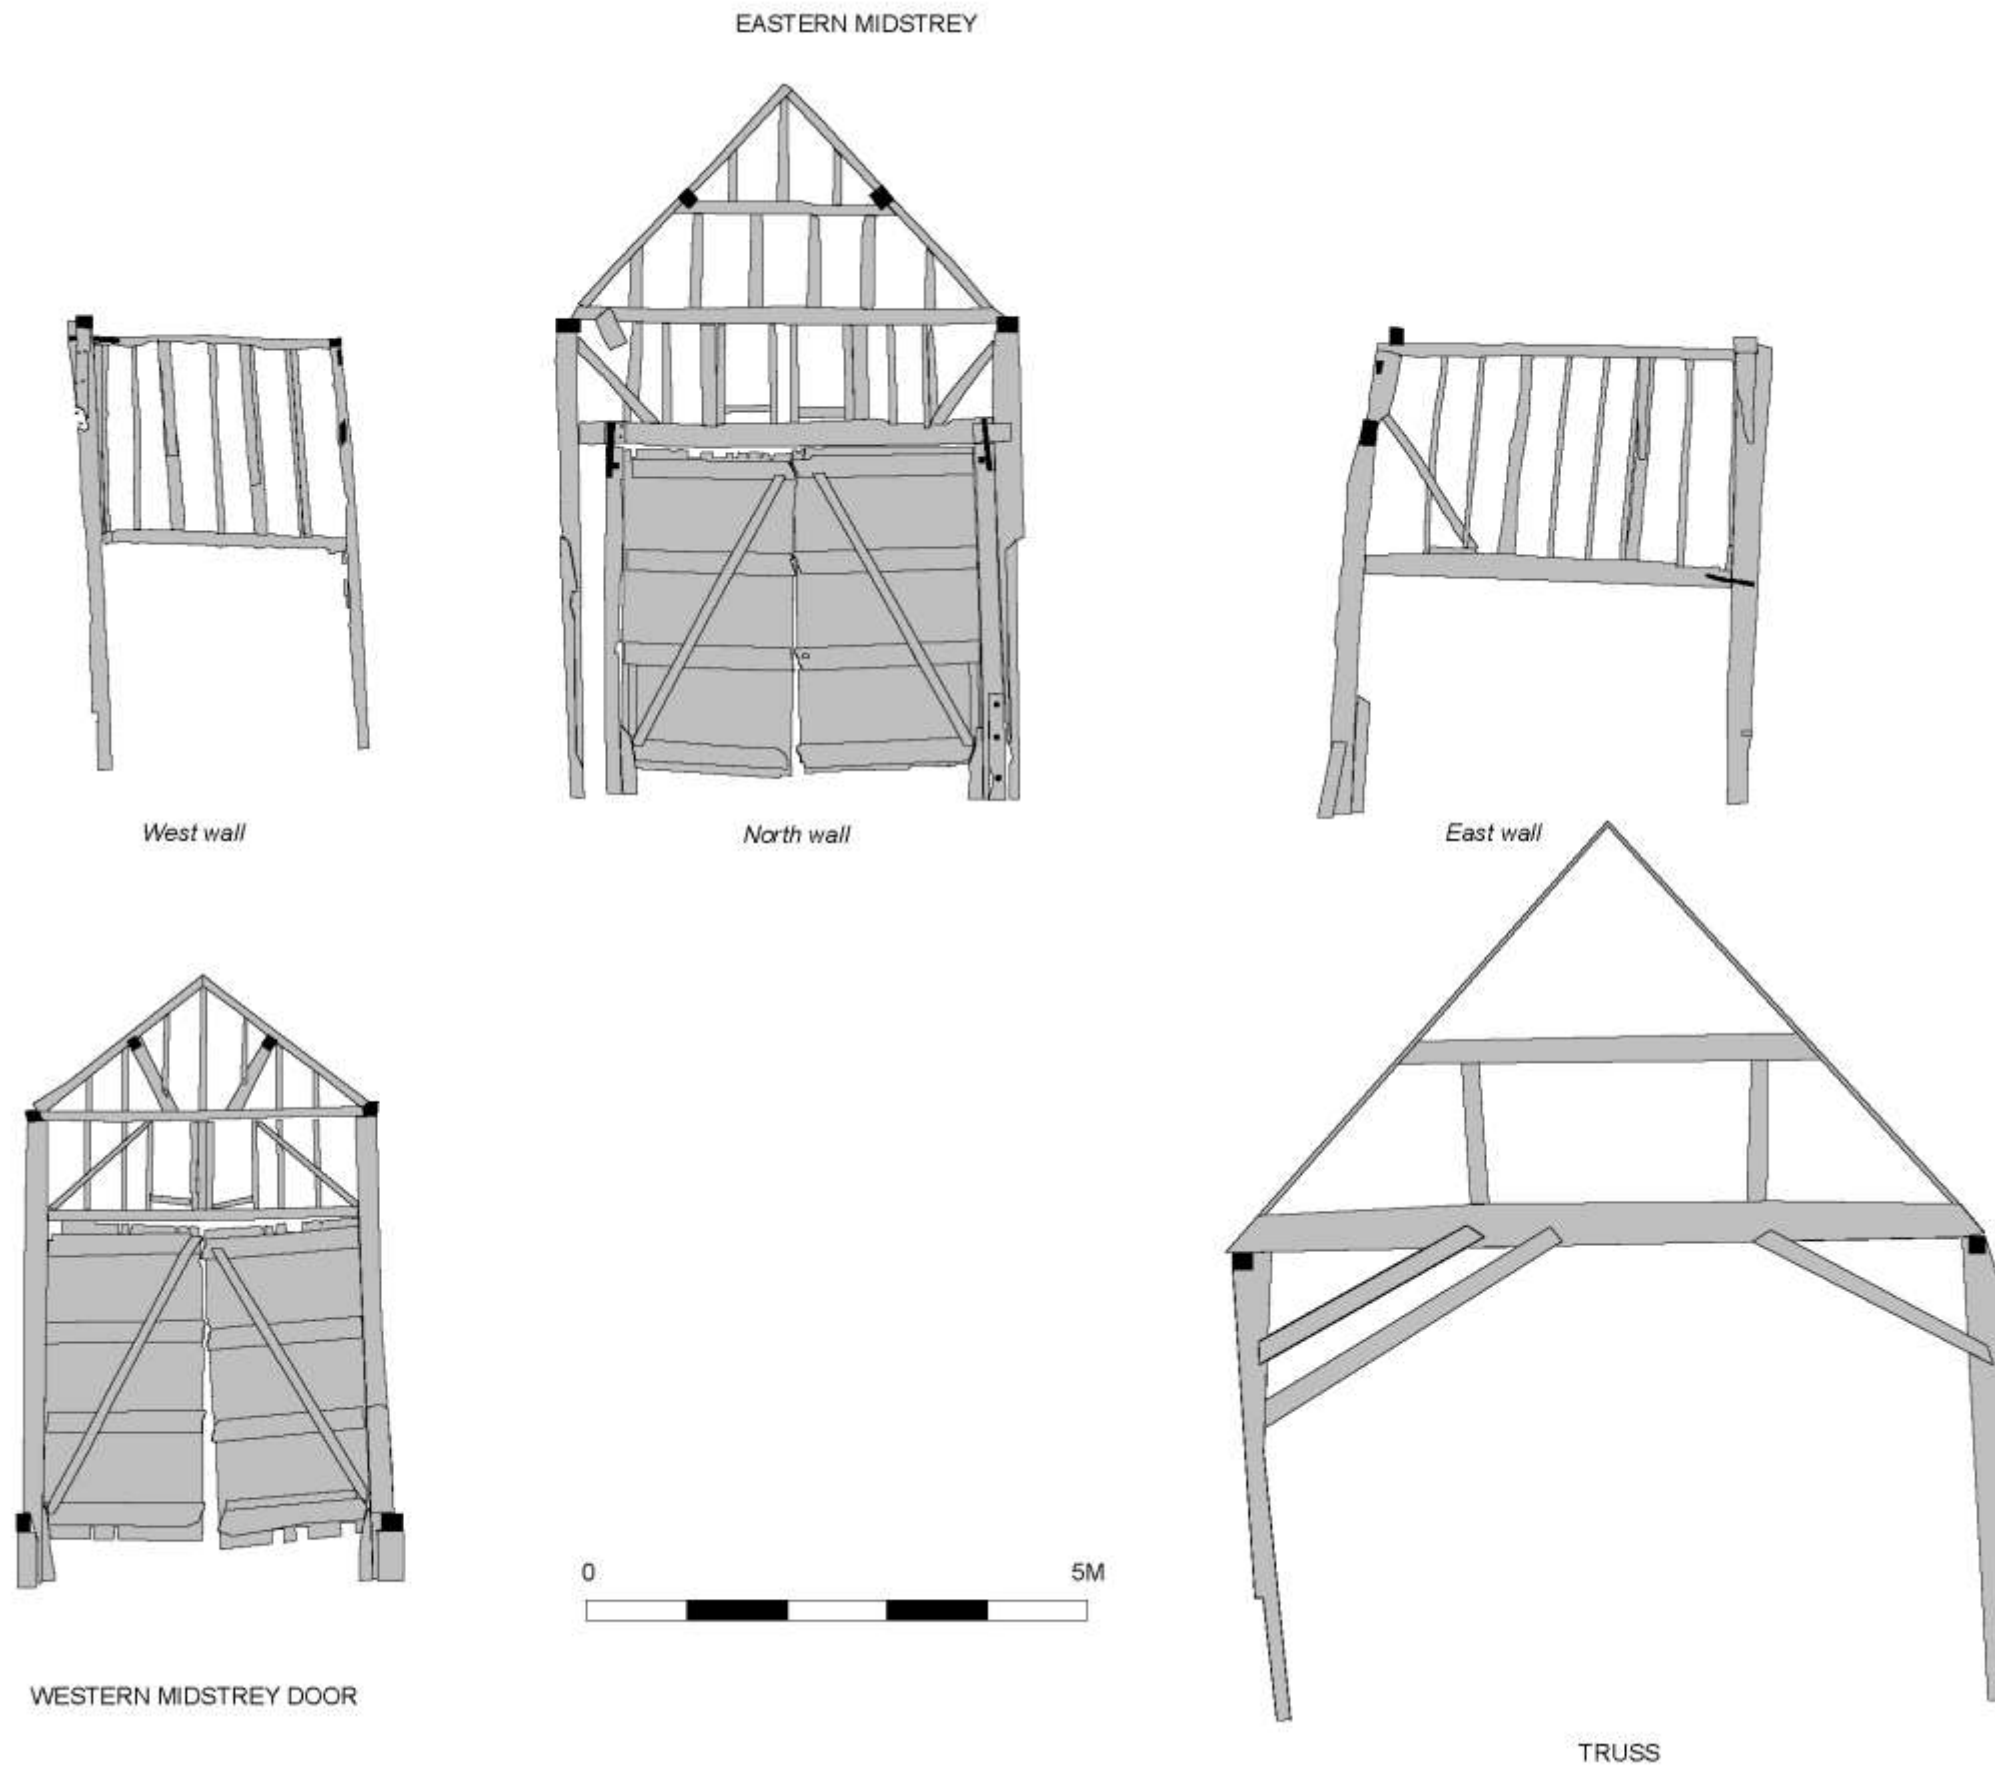 EASTERN MIDSTREY
West wall
North wall
East wall
0 5M
WESTERN MIDSTREY DOOR
TRUSS